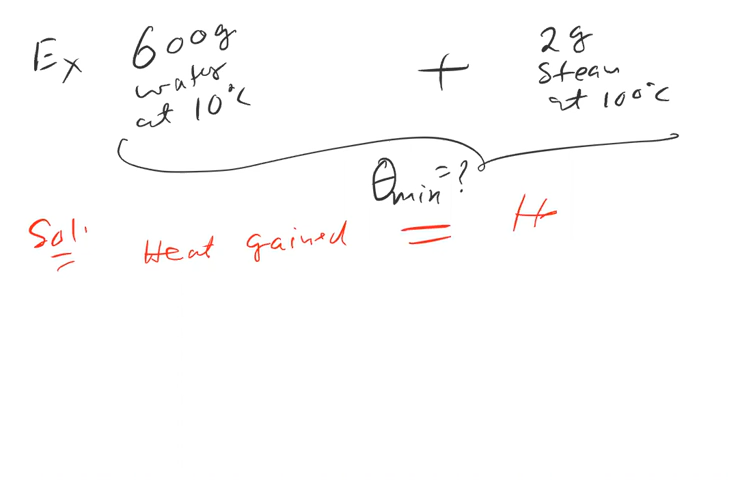 Ex 600g + 2g
water steam
at 10°C at 100°C
θmin = ?
Sol: Heat gained = H